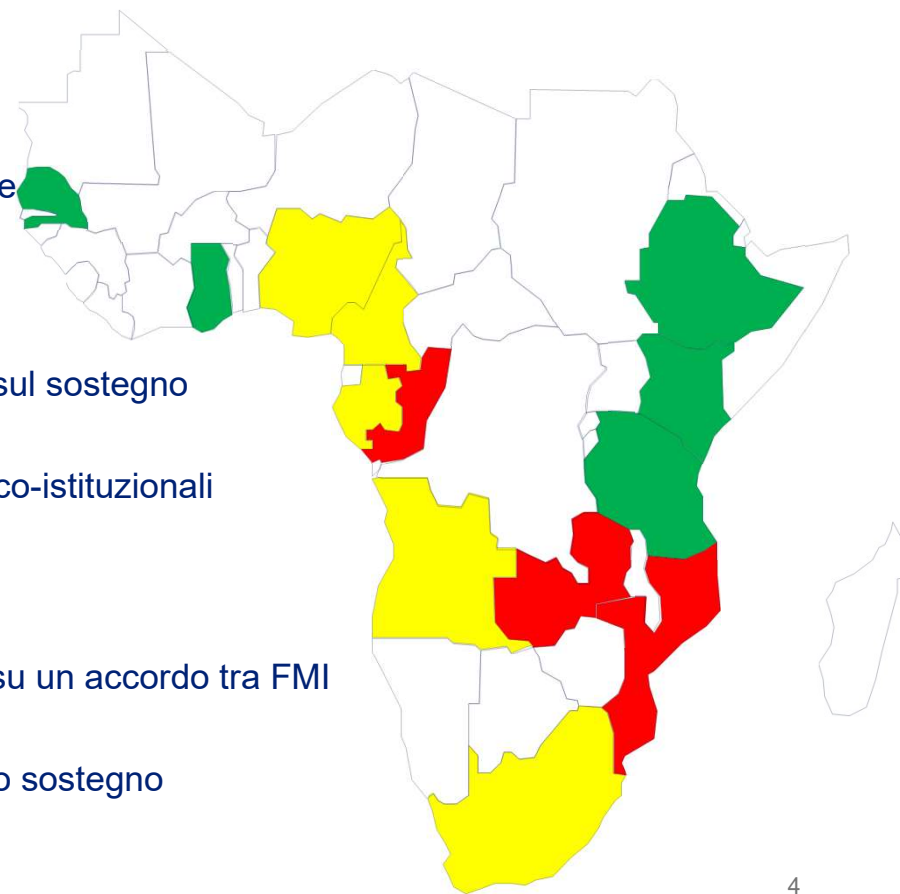 e
sul sostegno
co-istituzionali
su un accordo tra FMI
o sostegno
4